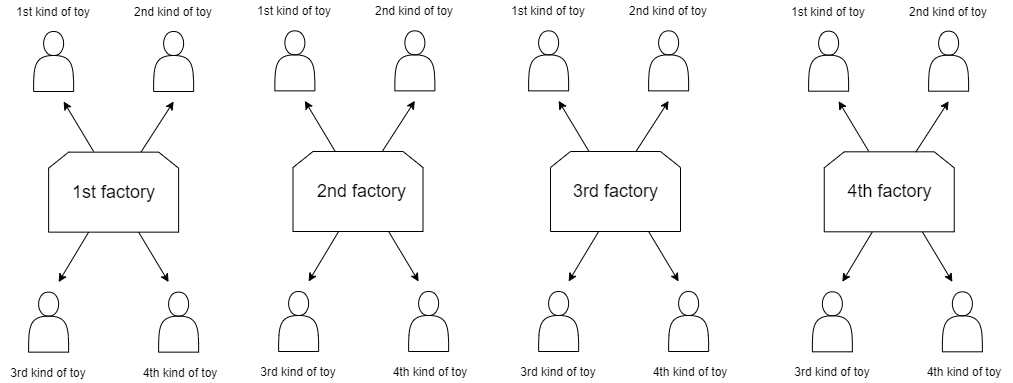 1st kind of toy
2nd kind of toy
1st kind of toy
2nd kind of toy
1st kind of toy
2nd kind of toy
1st kind of toy
2nd kind of toy
1st factory
2nd factory
3rd factory
4th factory
3rd kind of toy
4th kind of toy
3rd kind of toy
4th kind of toy
3rd kind of toy
4th kind of toy
3rd kind of toy
4th kind of toy